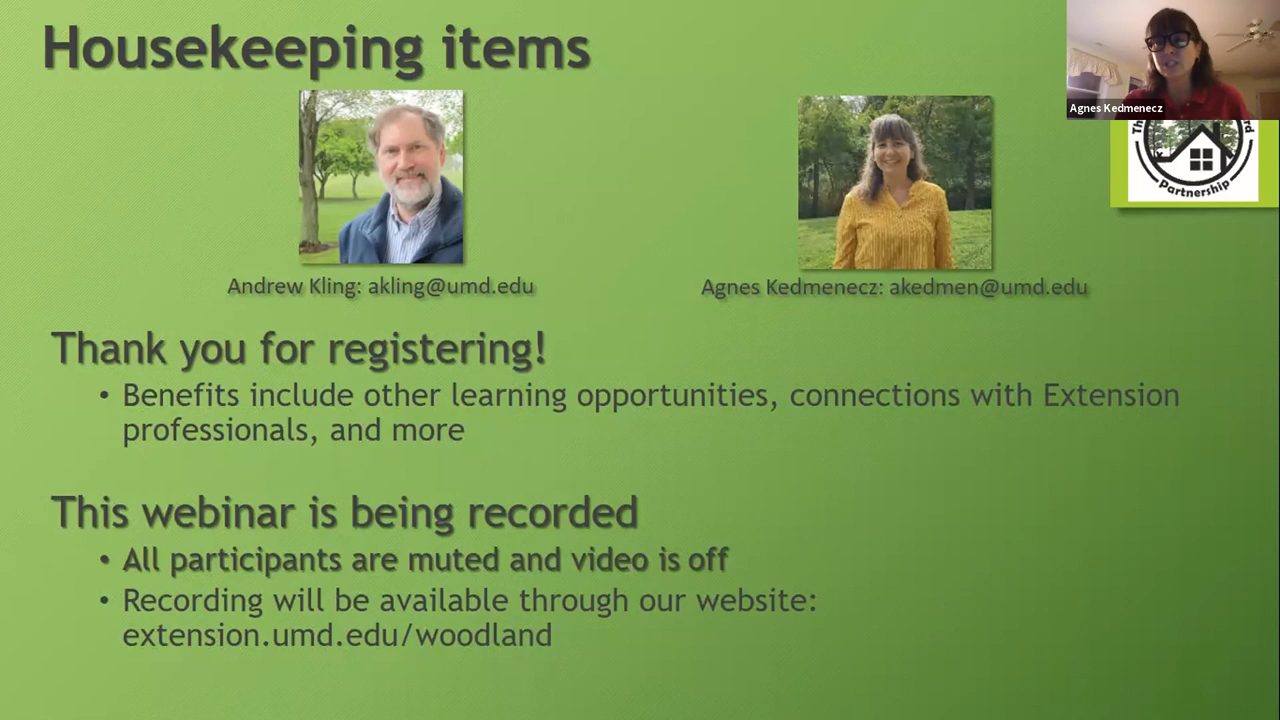 Housekeeping items
Agnes Kedmenecz
Partnership
Andrew Kling: akling@umd.edu
Agnes Kedmenecz: akedmen@umd.edu
Thank you for registering!
• Benefits include other learning opportunities, connections with Extension
professionals, and more
This webinar is being recorded
• All participants are muted and video is off
• Recording will be available through our website:
extension.umd.edu/woodland